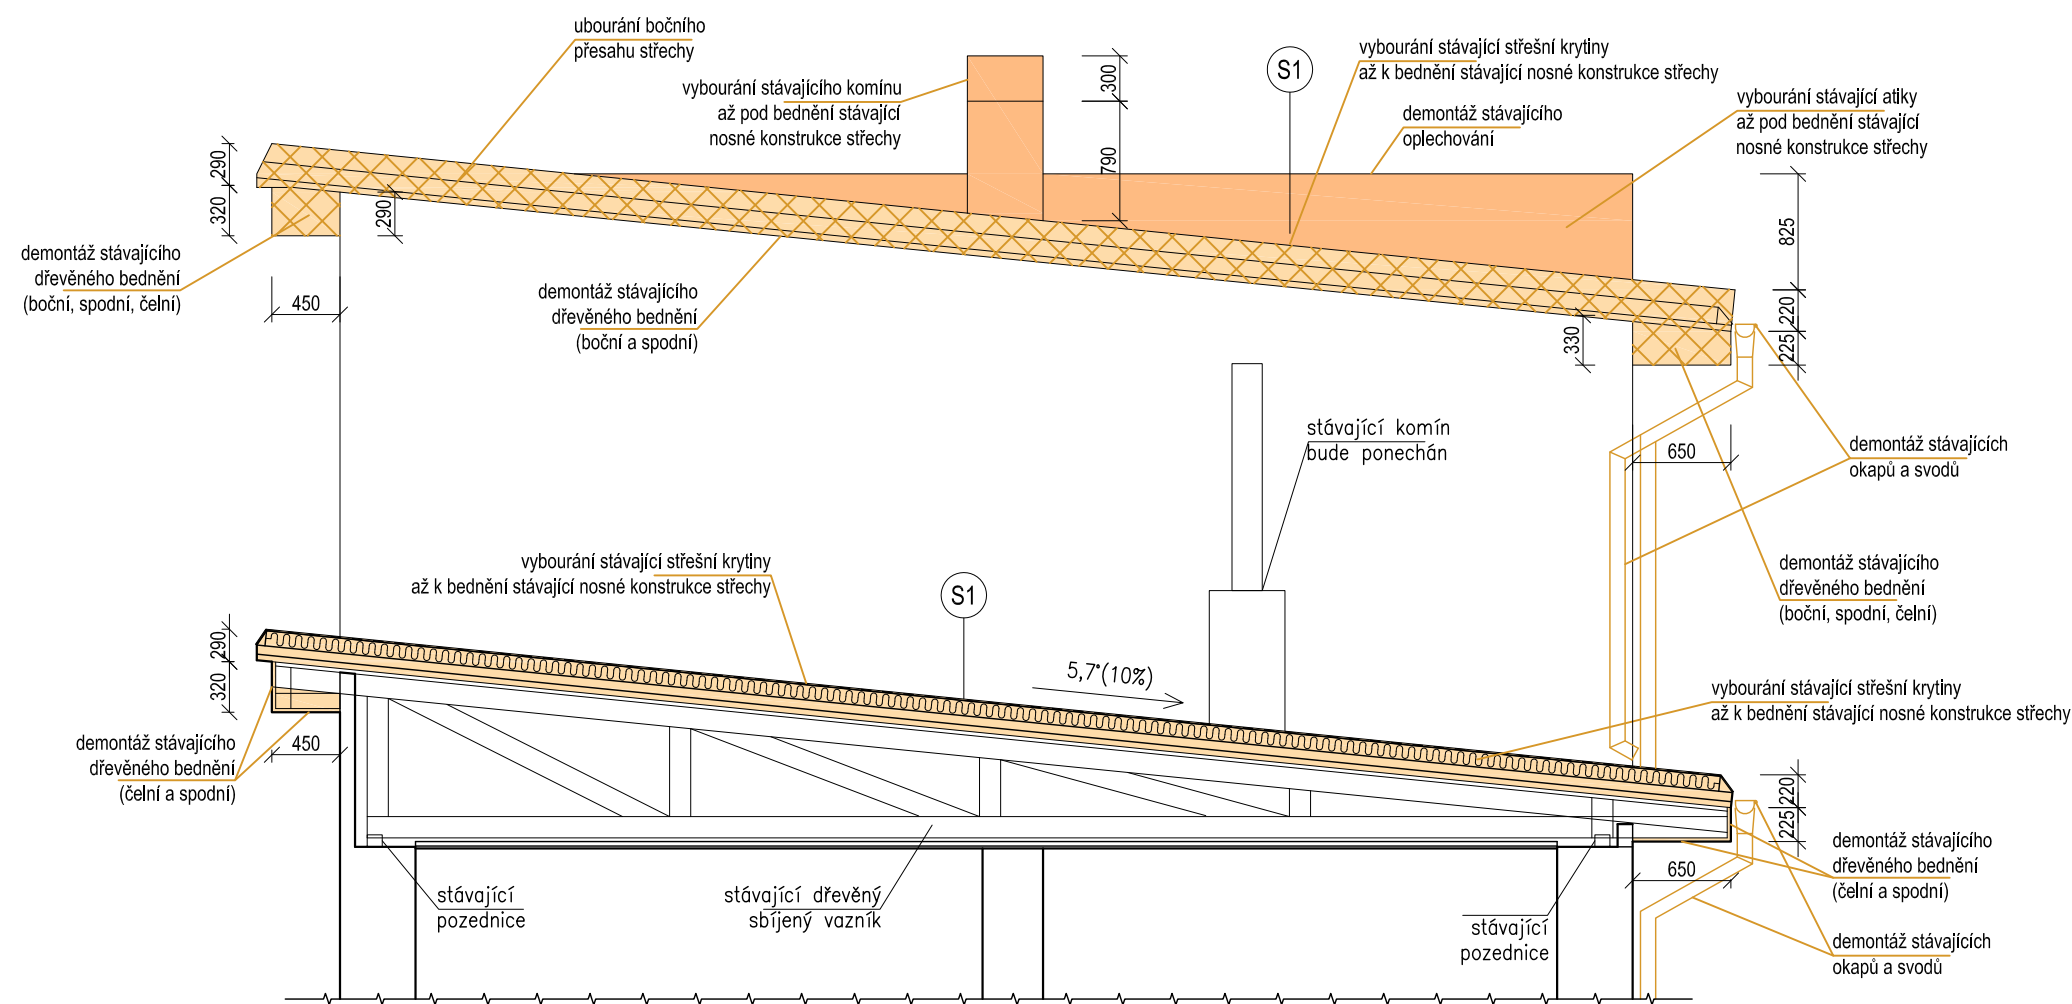 ubourání bočního
přesahu střechy
vybourání stávajícího komínu
až pod bednění stávající
nosné konstrukce střechy
300
790
S1
vybourání stávající střešní krytiny
až k bednění stávající nosné konstrukce střechy
demontáž stávajícího
oplechování
vybourání stávající atiky
až pod bednění stávající
nosné konstrukce střechy
290
320
290
demontáž stávajícího
dřevěného bednění
(boční, spodní, čelní)
450
demontáž stávajícího
dřevěného bednění
(boční a spodní)
825
220
225
330
stávající komín
bude ponechán
650
demontáž stávajících
okapů a svodů
demontáž stávajícího
dřevěného bednění
(boční, spodní, čelní)
vybourání stávající střešní krytiny
až k bednění stávající nosné konstrukce střechy
S1
290
320
5,7°(10%)
vybourání stávající střešní krytiny
až k bednění stávající nosné konstrukce střechy
450
demontáž stávajícího
dřevěného bednění
(čelní a spodní)
220
225
demontáž stávajícího
dřevěného bednění
(čelní a spodní)
650
stávající
pozednice
stávající dřevěný
sbíjený vazník
stávající
pozednice
demontáž stávajících
okapů a svodů